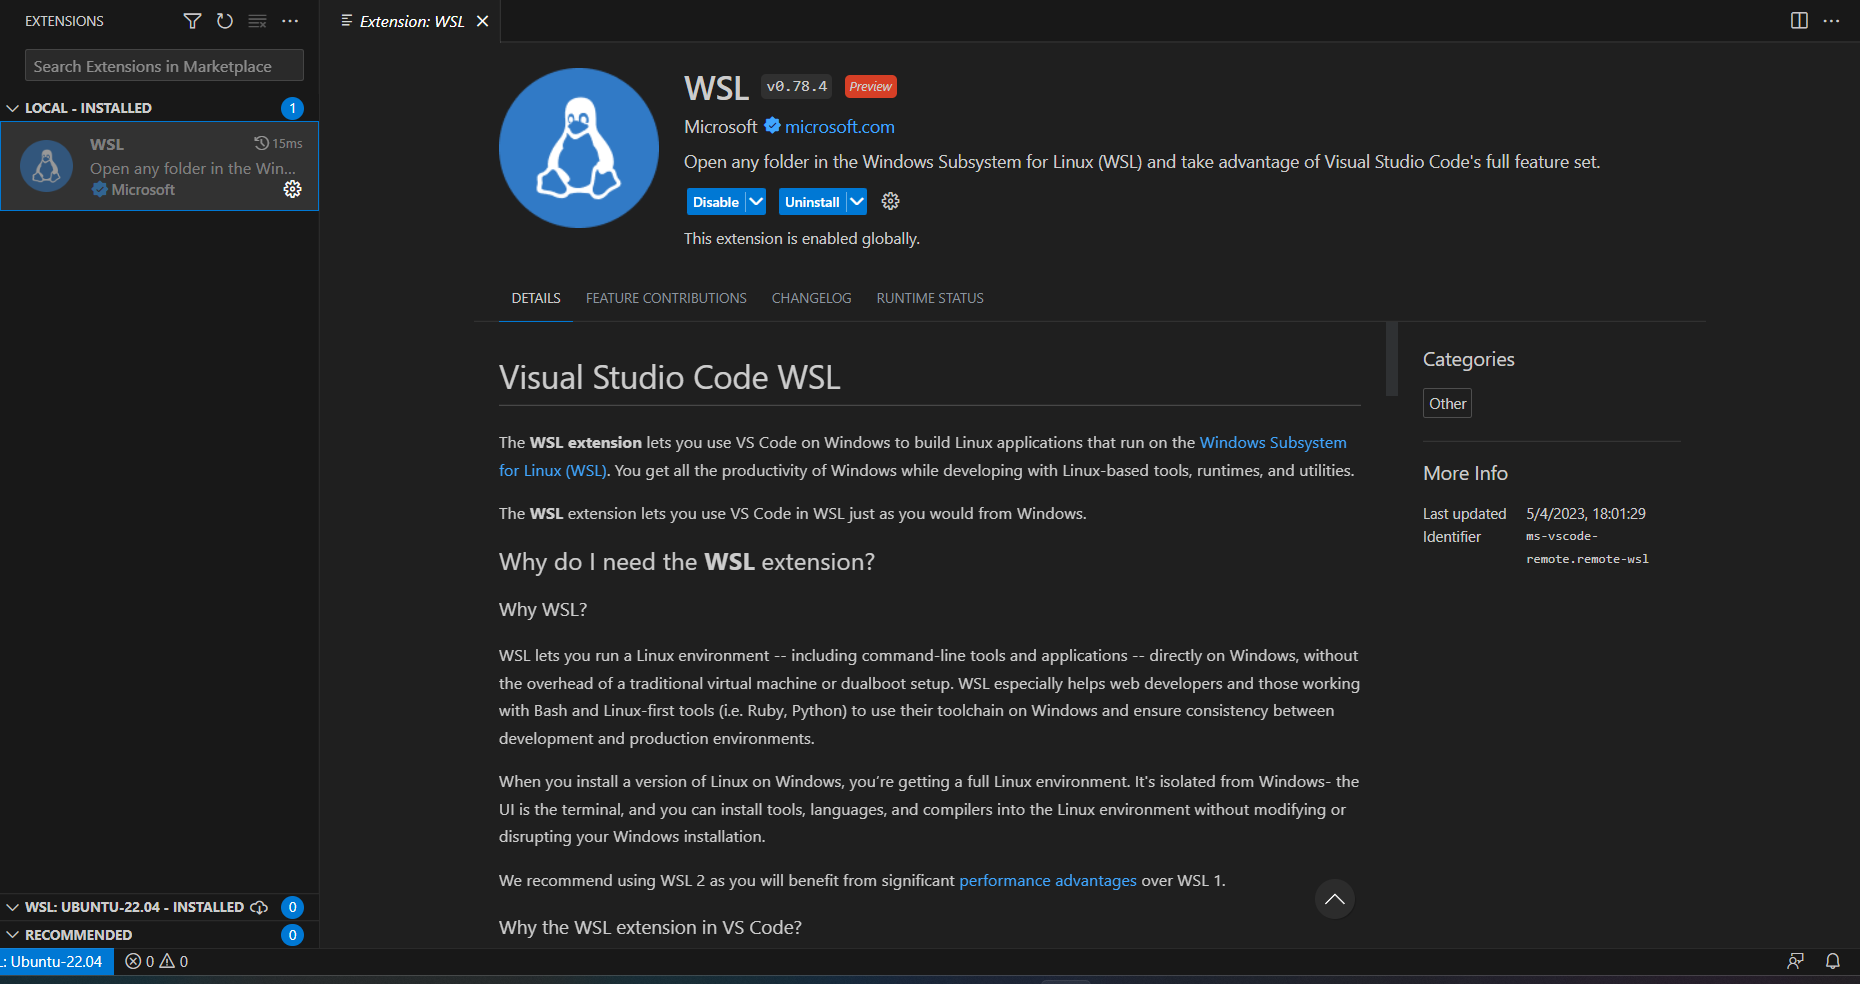 EXTENSIONS
Search Extensions in Marketplace
LOCAL - INSTALLED 1
WSL 15ms
Open any folder in the Win...
Microsoft
Extension: WSL
WSL v0.78.4 Preview
Microsoft microsoft.com
Open any folder in the Windows Subsystem for Linux (WSL) and take advantage of Visual Studio Code's full feature set.
Disable Uninstall
This extension is enabled globally.
DETAILS FEATURE CONTRIBUTIONS CHANGELOG RUNTIME STATUS
Visual Studio Code WSL
The WSL extension lets you use VS Code on Windows to build Linux applications that run on the Windows Subsystem
for Linux (WSL). You get all the productivity of Windows while developing with Linux-based tools, runtimes, and utilities.
The WSL extension lets you use VS Code in WSL just as you would from Windows.
Why do I need the WSL extension?
Why WSL?
WSL lets you run a Linux environment -- including command-line tools and applications -- directly on Windows, without
the overhead of a traditional virtual machine or dualboot setup. WSL especially helps web developers and those working
with Bash and Linux-first tools (i.e. Ruby, Python) to use their toolchain on Windows and ensure consistency between
development and production environments.
When you install a version of Linux on Windows, you’re getting a full Linux environment. It's isolated from Windows- the
UI is the terminal, and you can install tools, languages, and compilers into the Linux environment without modifying or
disrupting your Windows installation.
We recommend using WSL 2 as you will benefit from significant performance advantages over WSL 1.
Why the WSL extension in VS Code?
Categories
Other
More Info
Last updated 5/4/2023, 18:01:29
Identifier ms-vscode-
remote.remote-wsl
WSL: UBUNTU-22.04 - INSTALLED 0
RECOMMENDED 0
L: Ubuntu-22.04 0 0